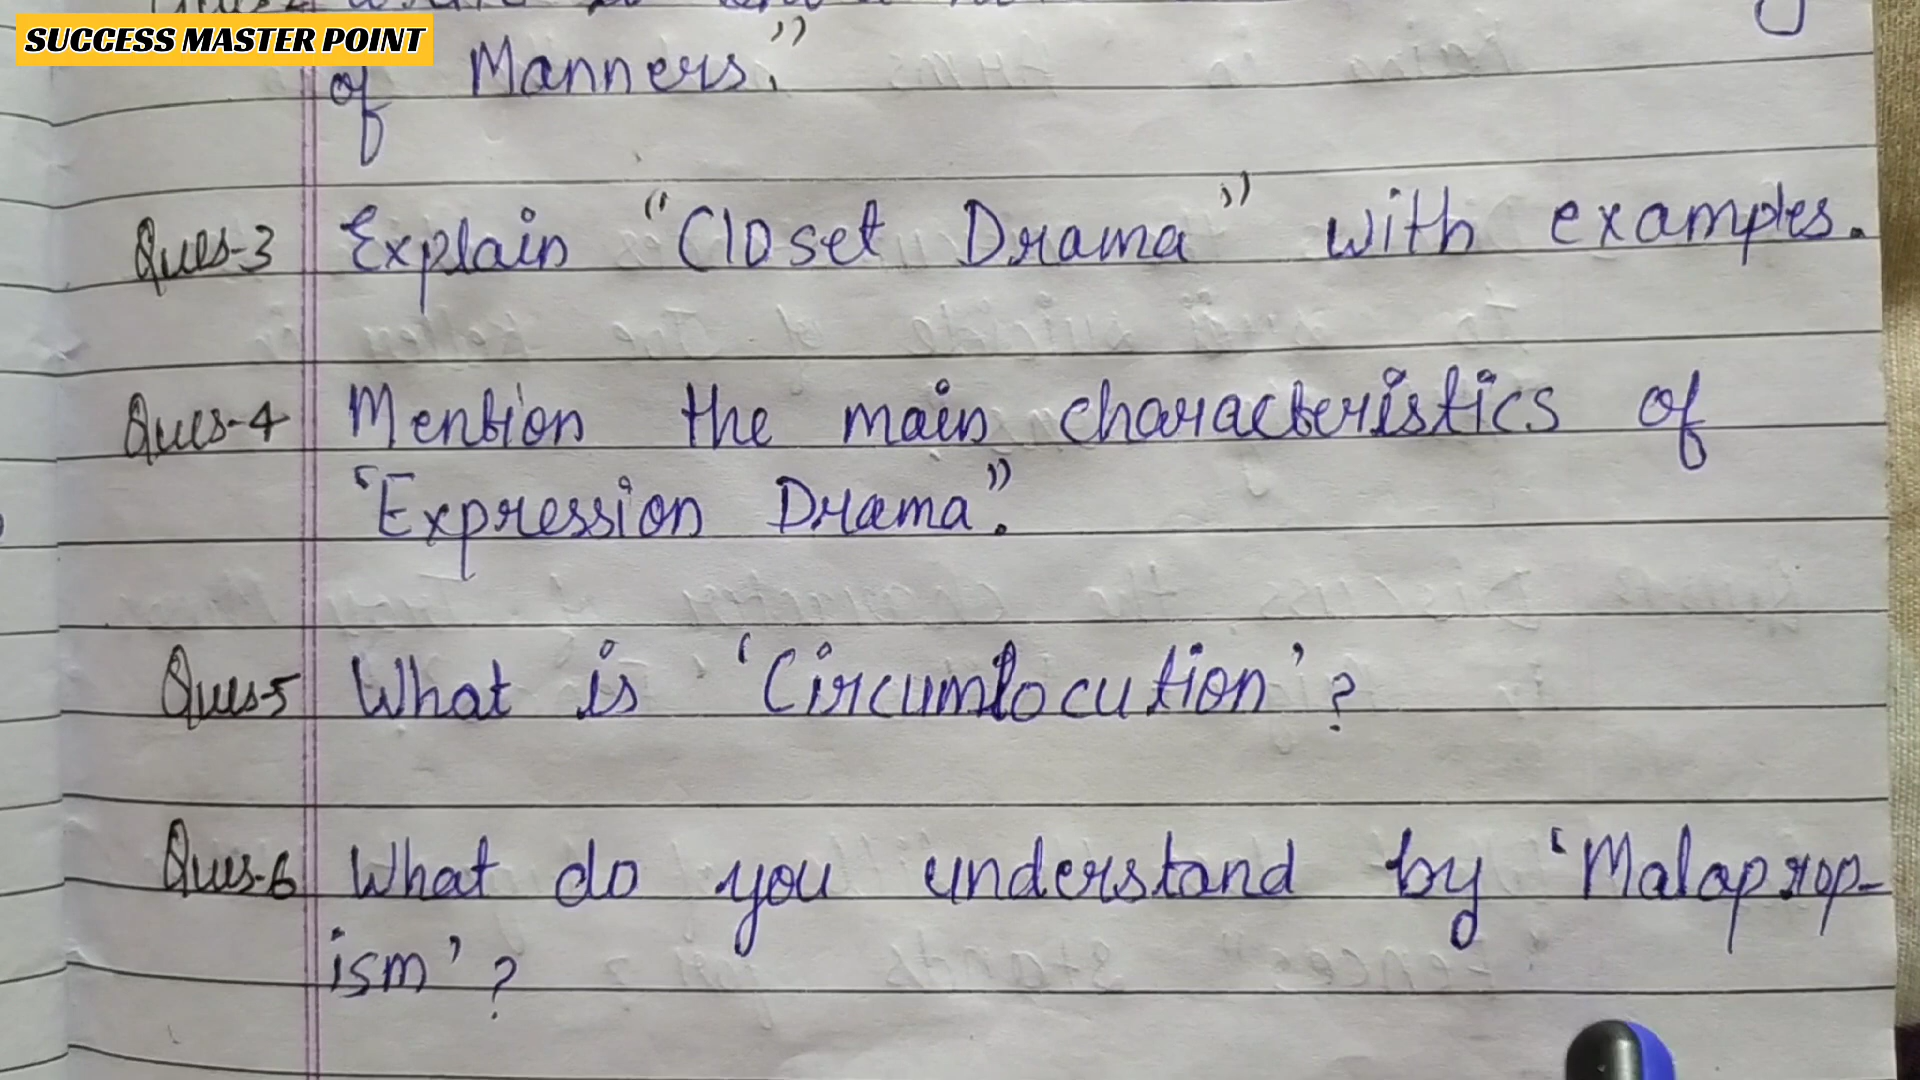 SUCCESS MASTER POINT
of Manners."
Ques-3 Explain "Closet Drama" with examples.
Ques-4 Mention the main characteristics of
"Expression Drama".
Ques-5 What is 'Circumlocution'?
Ques-6 What do you understand by 'Malaprop-
ism'?